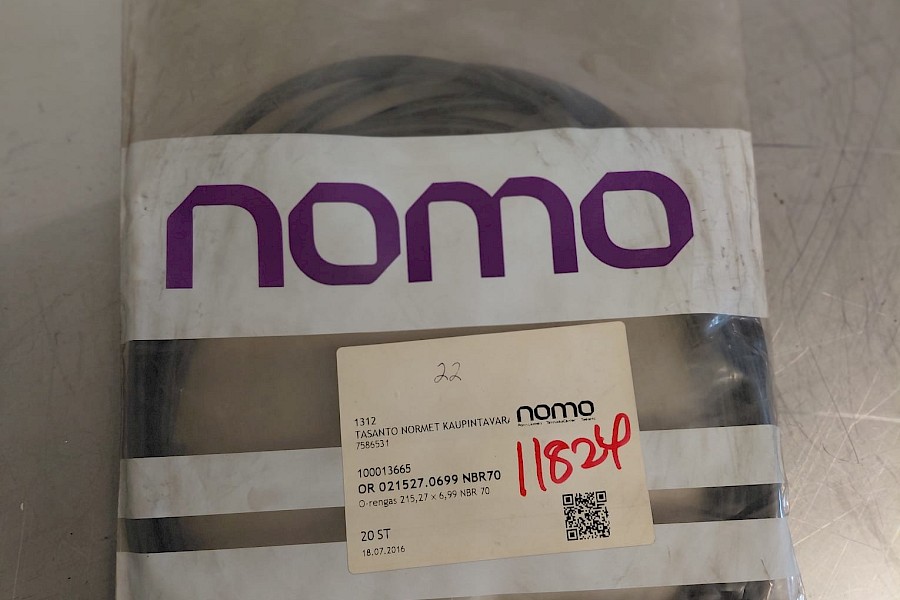 nomo
22
1312
TASANTO NORMET KAUPINTAVARA
7586531
nomo
11824
100013665
OR 021527.0699 NBR70
O-rengas 215,27 x 6,99 NBR 70
20 ST
18.07.2016